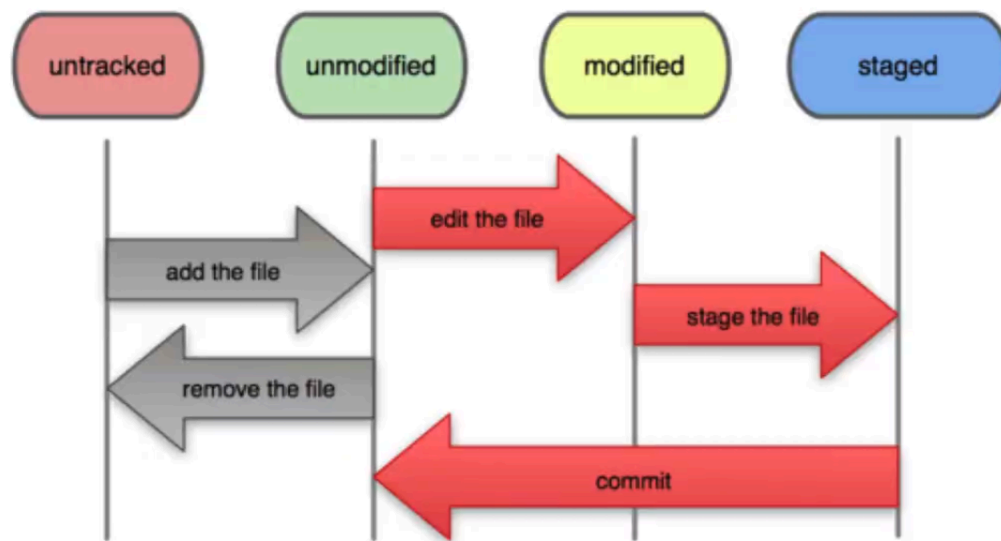 untracked
unmodified
modified
staged
edit the file
add the file
stage the file
remove the file
commit